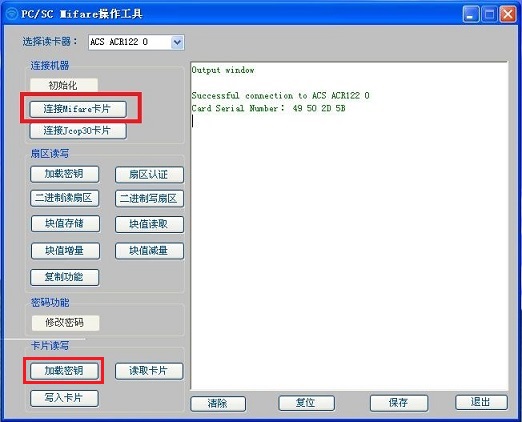 PC/SC Mifare操作工具
选择读卡器: ACS ACR122 0
连接机器
初始化
连接Mifare卡片
连接Jcop30卡片
扇区读写
加载密钥 扇区认证
二进制读扇区 二进制写扇区
块值存储 块值读取
块值增量 块值减量
复制功能
密码功能
修改密码
卡片读写
加载密钥 读取卡片
写入卡片
Output window
Successful connection to ACS ACR122 0
Card Serial Number: 49 50 2D 5B
清除 复位 保存 退出